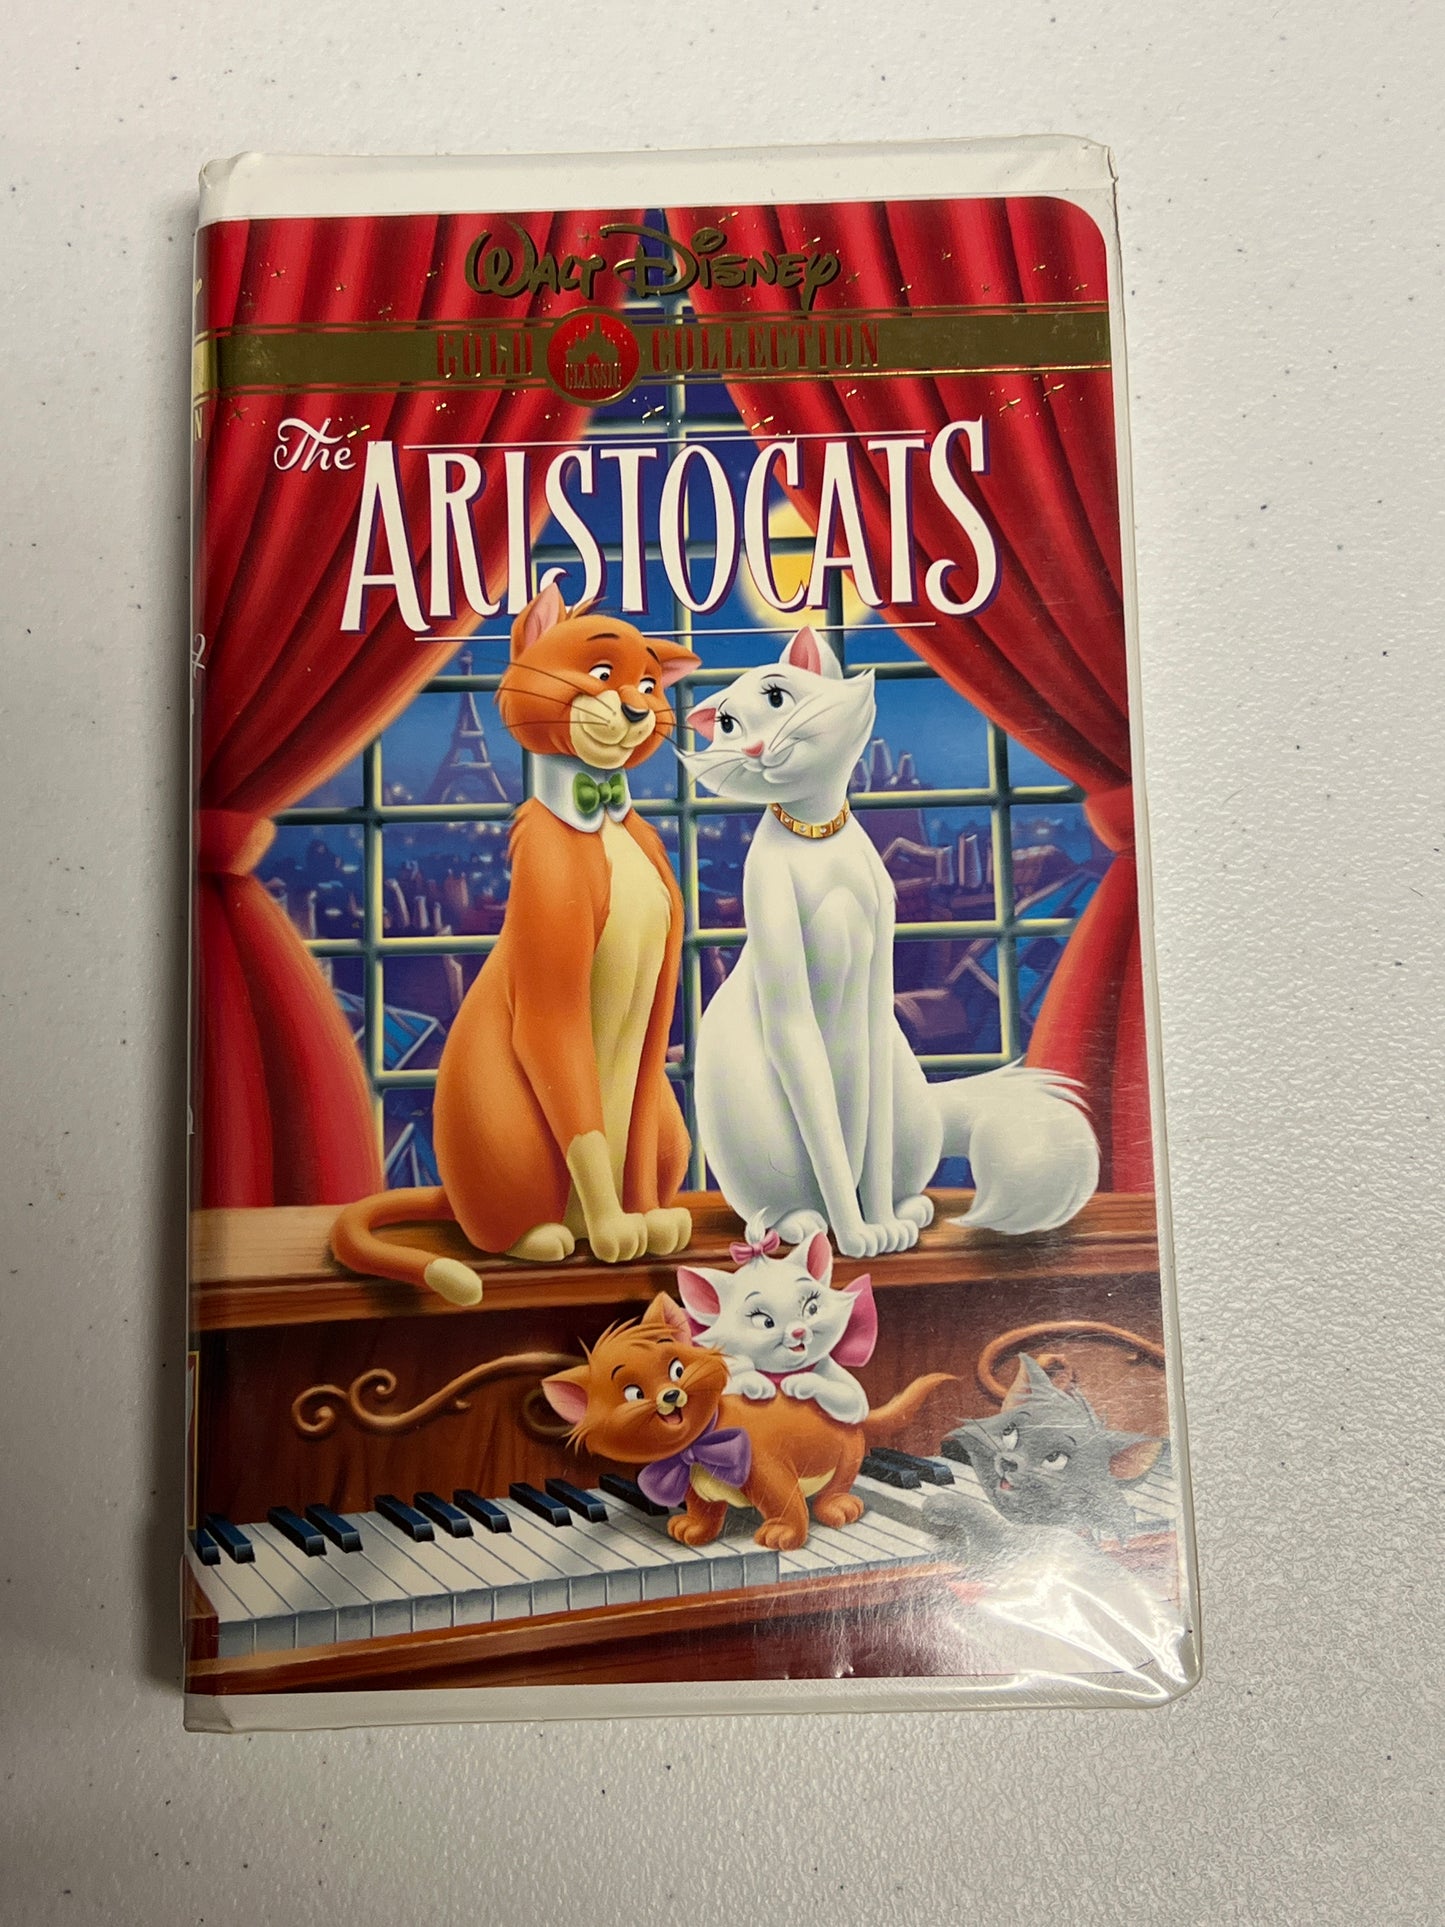 WALT DISNEY
GOLD CLASSIC COLLECTION
The ARISTOCATS